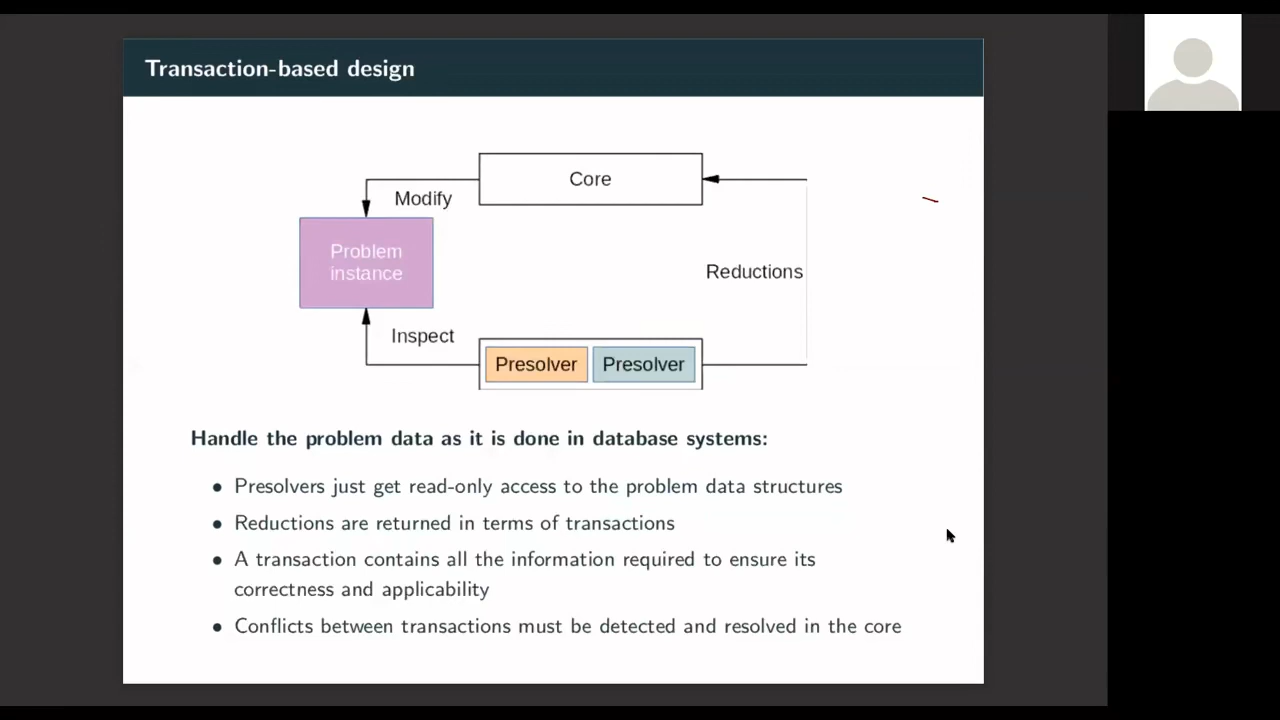 Transaction-based design
Core
Modify
Problem
instance
Reductions
Inspect
Presolver Presolver
Handle the problem data as it is done in database systems:
• Presolvers just get read-only access to the problem data structures
• Reductions are returned in terms of transactions
• A transaction contains all the information required to ensure its
correctness and applicability
• Conflicts between transactions must be detected and resolved in the core